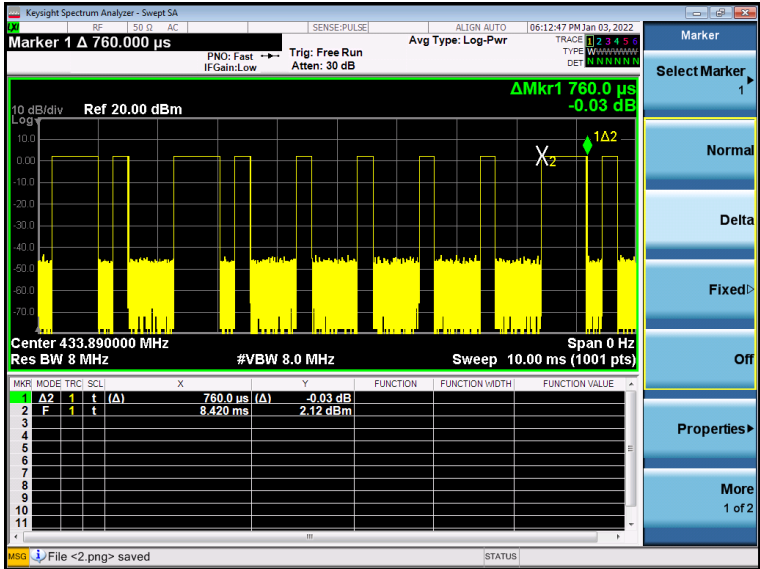 Keysight Spectrum Analyzer - Swept SA
LXI RF 50 Ω AC SENSE:PULSE ALIGN AUTO 06:12:47 PM Jan 03, 2022
Marker 1 Δ 760.000 µs
PNO: Fast
IFGain:Low
Trig: Free Run
Atten: 30 dB
Avg Type: Log-Pwr
TRACE 1 2 3 4 5 6
TYPE WWWWWW
DET N N N N N N
ΔMkr1 760.0 µs
-0.03 dB
10 dB/div Ref 20.00 dBm
Log
10.0
0.00
-10.0
-20.0
-30.0
-40.0
-50.0
-60.0
-70.0
1Δ2
X2
Center 433.890000 MHz Span 0 Hz
Res BW 8 MHz #VBW 8.0 MHz Sweep 10.00 ms (1001 pts)
MKR MODE TRC SCL X Y FUNCTION FUNCTION WIDTH FUNCTION VALUE
1 Δ2 1 t (Δ) 760.0 µs (Δ) -0.03 dB
2 F 1 t 8.420 ms 2.12 dBm
3
4
5
6
7
8
9
10
11
MSG File <2.png> saved STATUS
Marker
Select Marker
1
Normal
Delta
Fixed
Off
Properties
More
1 of 2